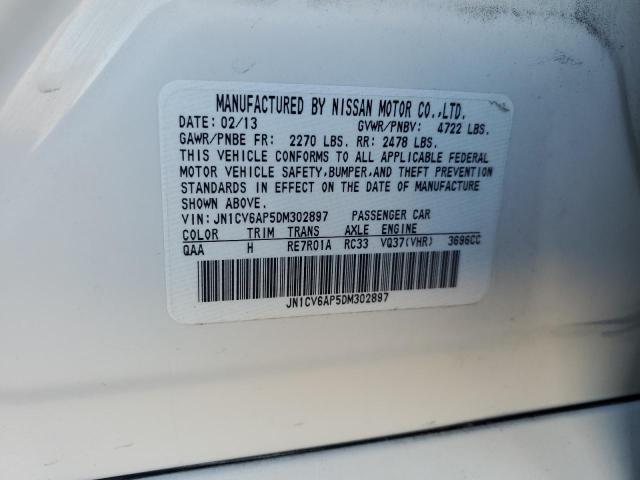 MANUFACTURED BY NISSAN MOTOR CO.,LTD.
DATE: 02/13 GVWR/PNBV: 4722 LBS.
GAWR/PNBE FR: 2270 LBS. RR: 2478 LBS.
THIS VEHICLE CONFORMS TO ALL APPLICABLE FEDERAL
MOTOR VEHICLE SAFETY,BUMPER,AND THEFT PREVENTION
STANDARDS IN EFFECT ON THE DATE OF MANUFACTURE
SHOWN ABOVE.
VIN:JN1CV6AP5DM302897 PASSENGER CAR
COLOR TRIM TRANS AXLE ENGINE
QAA H RE7R01A RC33 VQ37(VHR) 3696CC
JN1CV6AP5DM302897